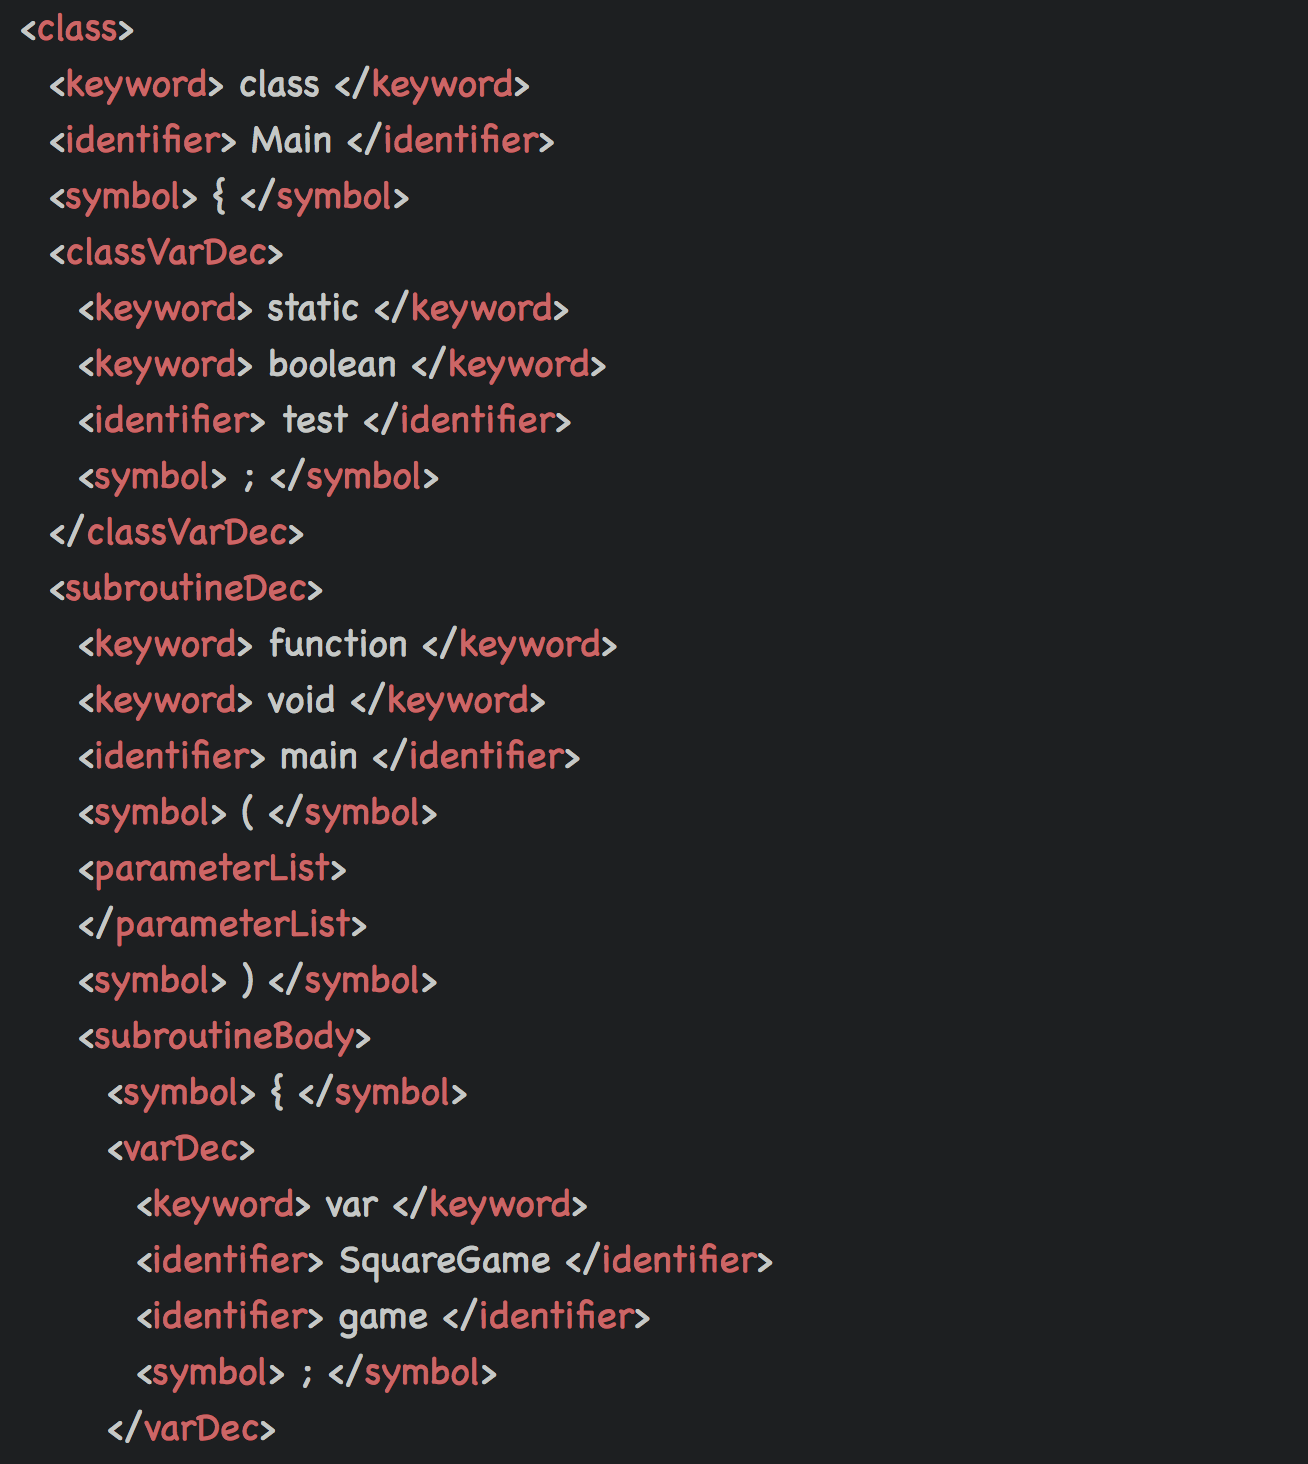 <class>
  <keyword> class </keyword>
  <identifier> Main </identifier>
  <symbol> { </symbol>
  <classVarDec>
    <keyword> static </keyword>
    <keyword> boolean </keyword>
    <identifier> test </identifier>
    <symbol> ; </symbol>
  </classVarDec>
  <subroutineDec>
    <keyword> function </keyword>
    <keyword> void </keyword>
    <identifier> main </identifier>
    <symbol> ( </symbol>
    <parameterList>
    </parameterList>
    <symbol> ) </symbol>
    <subroutineBody>
      <symbol> { </symbol>
      <varDec>
        <keyword> var </keyword>
        <identifier> SquareGame </identifier>
        <identifier> game </identifier>
        <symbol> ; </symbol>
      </varDec>